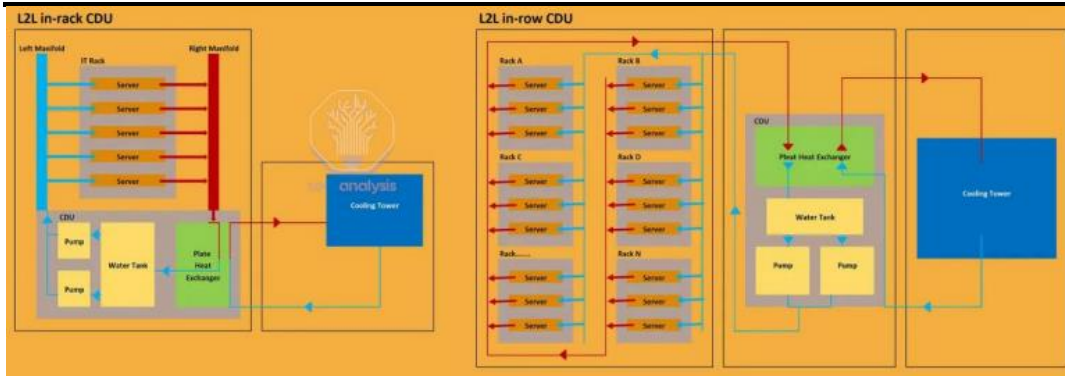 L2L in-rack CDU
Left Manifold
Right Manifold
IT Rack
Server
Server
Server
Server
Server
CDU
Pump
Pump
Water Tank
Plate
Heat
Exchanger
analysis
Cooling Tower
L2L in-row CDU
Rack A
Server
Server
Server
Rack B
Server
Server
Server
Rack C
Server
Server
Server
Rack D
Server
Server
Server
Rack......
Server
Server
Server
Rack N
Server
Server
Server
CDU
Pleat Heat Exchanger
Water Tank
Pump
Pump
Cooling Tower